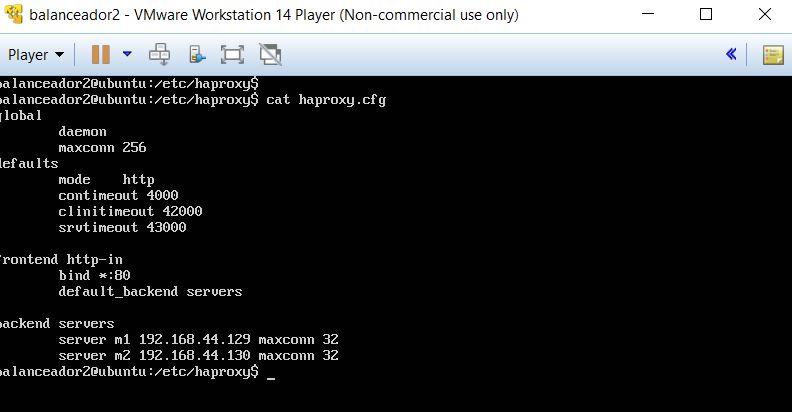 balanceador2 - VMware Workstation 14 Player (Non-commercial use only)
Player
balanceador2@ubuntu:/etc/haproxy$
balanceador2@ubuntu:/etc/haproxy$ cat haproxy.cfg
global
daemon
maxconn 256
defaults
mode http
contimeout 4000
clinitimeout 42000
srvtimeout 43000
frontend http-in
bind *:80
default_backend servers
backend servers
server m1 192.168.44.129 maxconn 32
server m2 192.168.44.130 maxconn 32
balanceador2@ubuntu:/etc/haproxy$ _